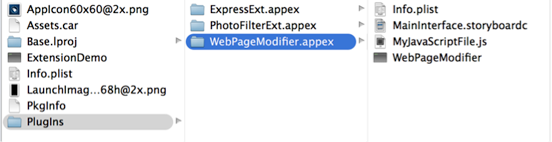 AppIcon60x60@2x.png
Assets.car
Base.lproj
ExtensionDemo
Info.plist
LaunchImag...68h@2x.png
PkgInfo
PlugIns
ExpressExt.appex
PhotoFilterExt.appex
WebPageModifier.appex
Info.plist
MainInterface.storyboardc
MyJavaScriptFile.js
WebPageModifier